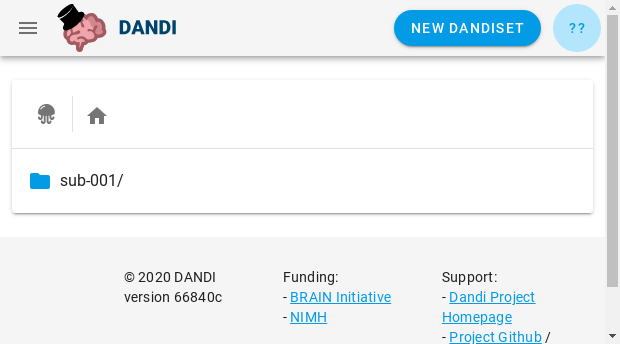 DANDI
NEW DANDISET
??
sub-001/
© 2020 DANDI
version 66840c
Funding:
- BRAIN Initiative
- NIMH
Support:
- Dandi Project
Homepage
- Project Github /